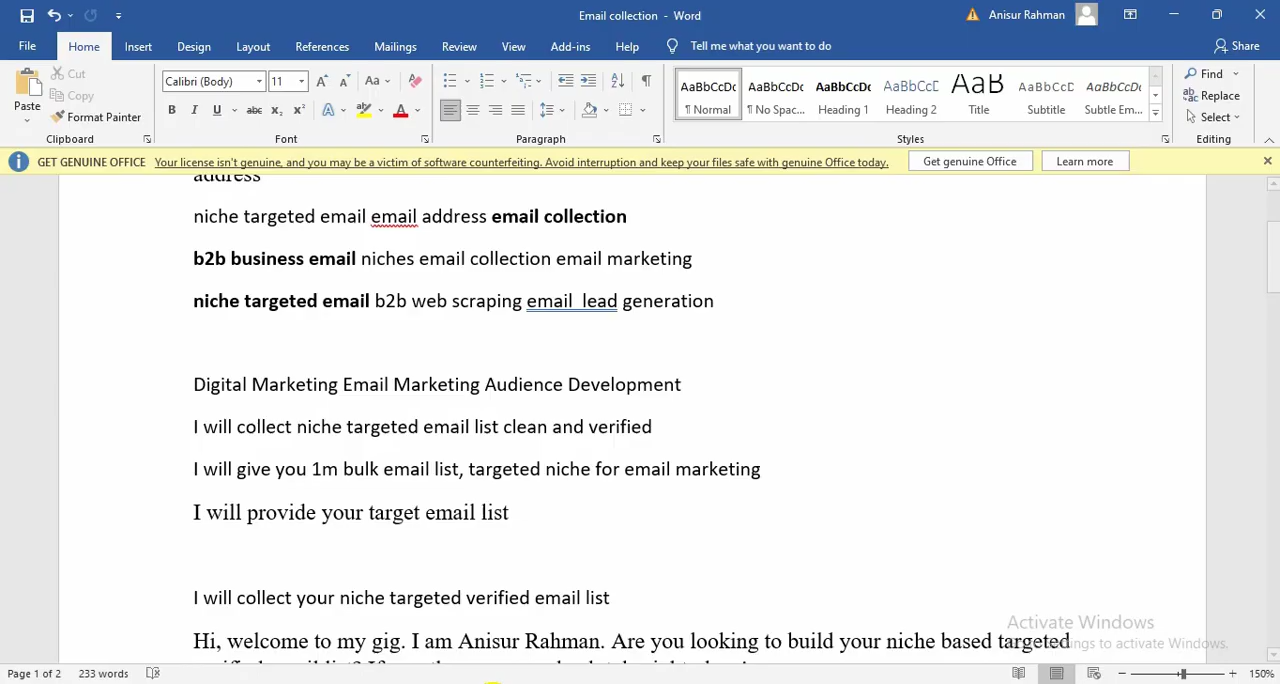 Email collection - Word
Anisur Rahman
File Home Insert Design Layout References Mailings Review View Add-ins Help Tell me what you want to do Share
Paste
Cut
Copy
Format Painter
Clipboard
Calibri (Body) 11
Font
Paragraph
AaBbCcDc AaBbCcDc AaBbCcDc AaBbCcC AaB AaBbCcC AaBbCcDc
¶ Normal ¶ No Spac... Heading 1 Heading 2 Title Subtitle Subtle Em...
Styles
Find
Replace
Select
Editing
GET GENUINE OFFICE Your license isn't genuine, and you may be a victim of software counterfeiting. Avoid interruption and keep your files safe with genuine Office today. Get genuine Office Learn more
address
niche targeted email email address email collection
b2b business email niches email collection email marketing
niche targeted email b2b web scraping email  lead generation
Digital Marketing Email Marketing Audience Development
I will collect niche targeted email list clean and verified
I will give you 1m bulk email list, targeted niche for email marketing
I will provide your target email list
I will collect your niche targeted verified email list
Hi, welcome to my gig. I am Anisur Rahman. Are you looking to build your niche based targeted
Activate Windows
Page 1 of 2 233 words 150%